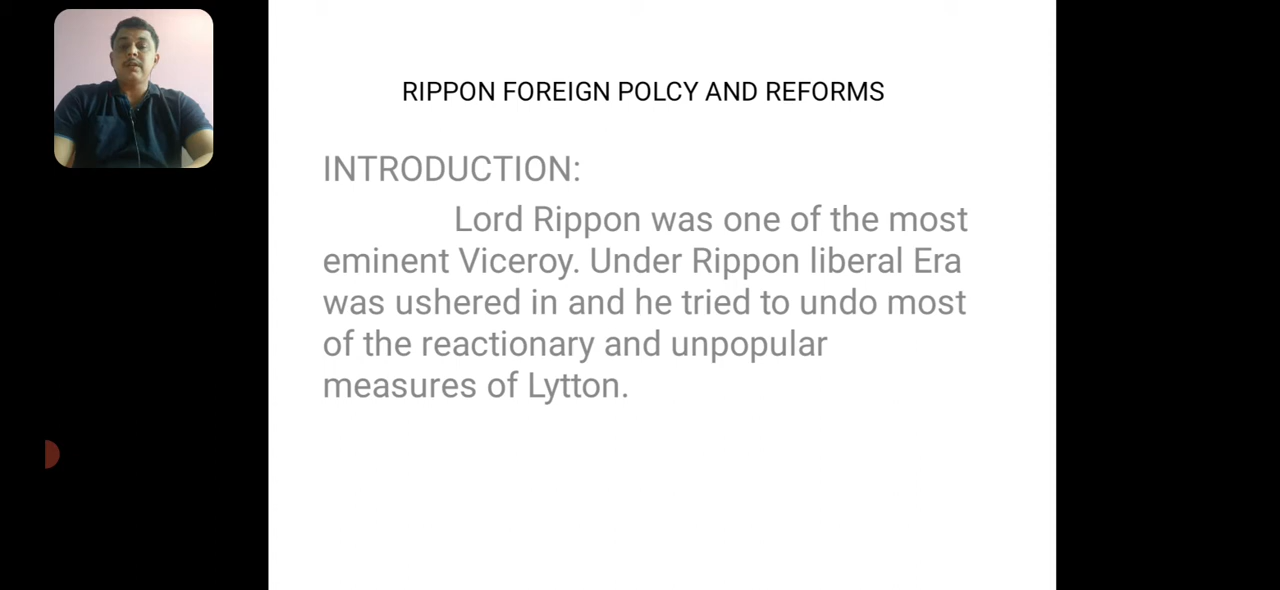 RIPPON FOREIGN POLCY AND REFORMS
INTRODUCTION:
Lord Rippon was one of the most
eminent Viceroy. Under Rippon liberal Era
was ushered in and he tried to undo most
of the reactionary and unpopular
measures of Lytton.